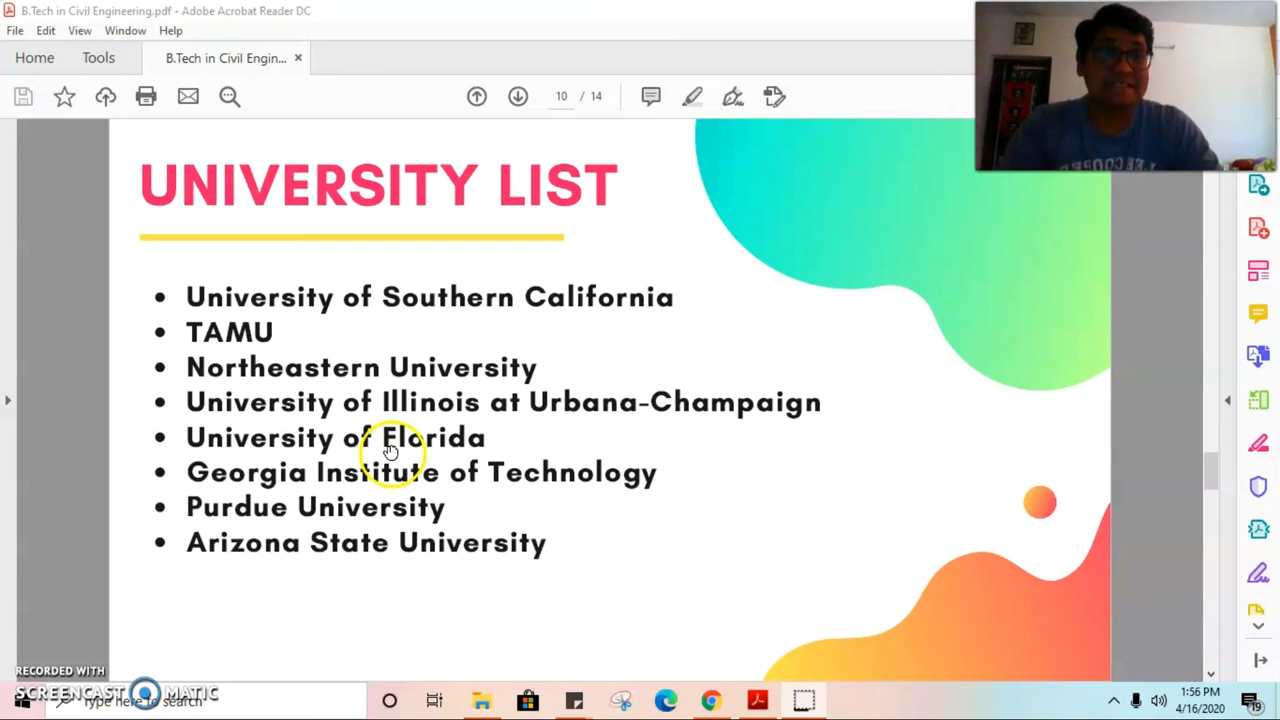 B.Tech in Civil Engineering.pdf - Adobe Acrobat Reader DC
File Edit View Window Help
Home Tools B.Tech in Civil Engin... ×
10 / 14
UNIVERSITY LIST
• University of Southern California
• TAMU
• Northeastern University
• University of Illinois at Urbana-Champaign
• University of Florida
• Georgia Institute of Technology
• Purdue University
• Arizona State University
RECORDED WITH
SCREENCAST MATIC
Type here to search
1:56 PM
4/16/2020
19